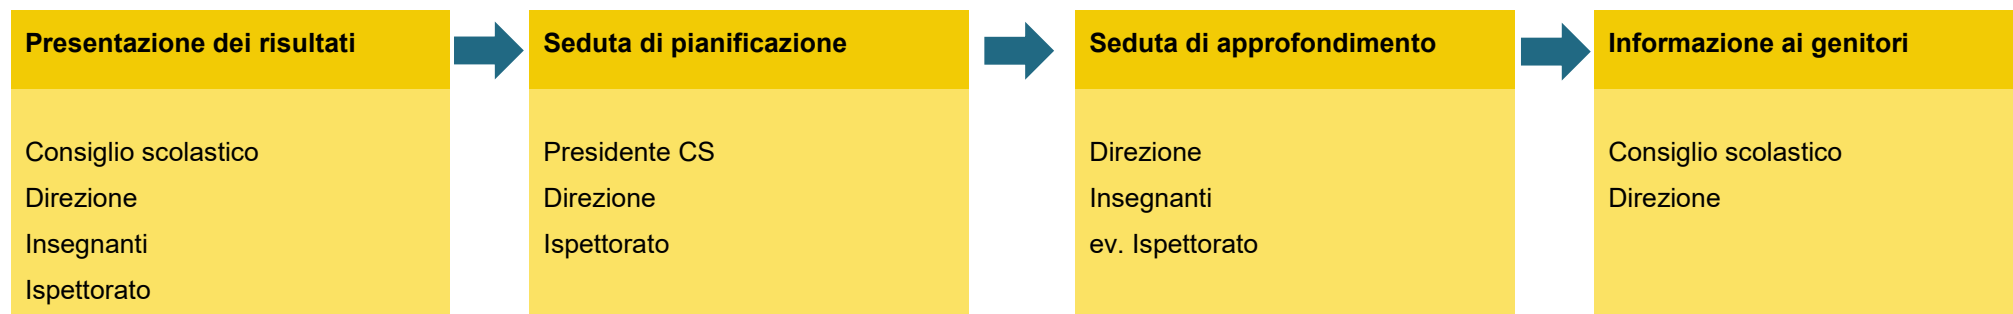 Presentazione dei risultati
Consiglio scolastico
Direzione
Insegnanti
Ispettorato
Seduta di pianificazione
Presidente CS
Direzione
Ispettorato
Seduta di approfondimento
Direzione
Insegnanti
ev. Ispettorato
Informazione ai genitori
Consiglio scolastico
Direzione